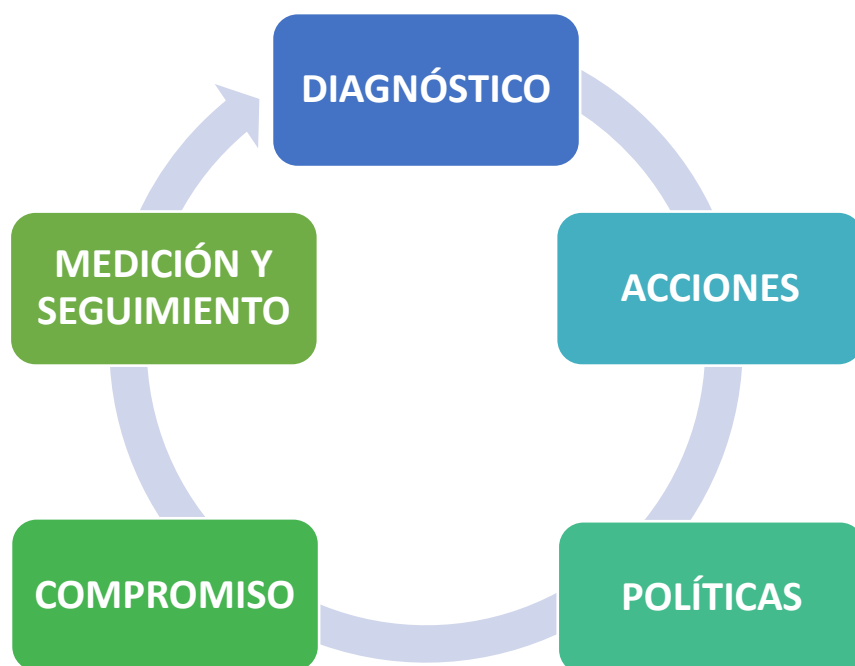 DIAGNÓSTICO
ACCIONES
POLÍTICAS
COMPROMISO
MEDICIÓN Y
SEGUIMIENTO